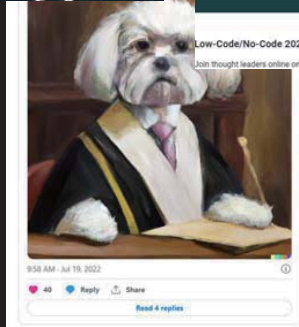 Low-Code/No-Code 202
Join thought leaders online on
9:58 AM · Jul 19, 2022
40 Reply Share
Read 4 replies